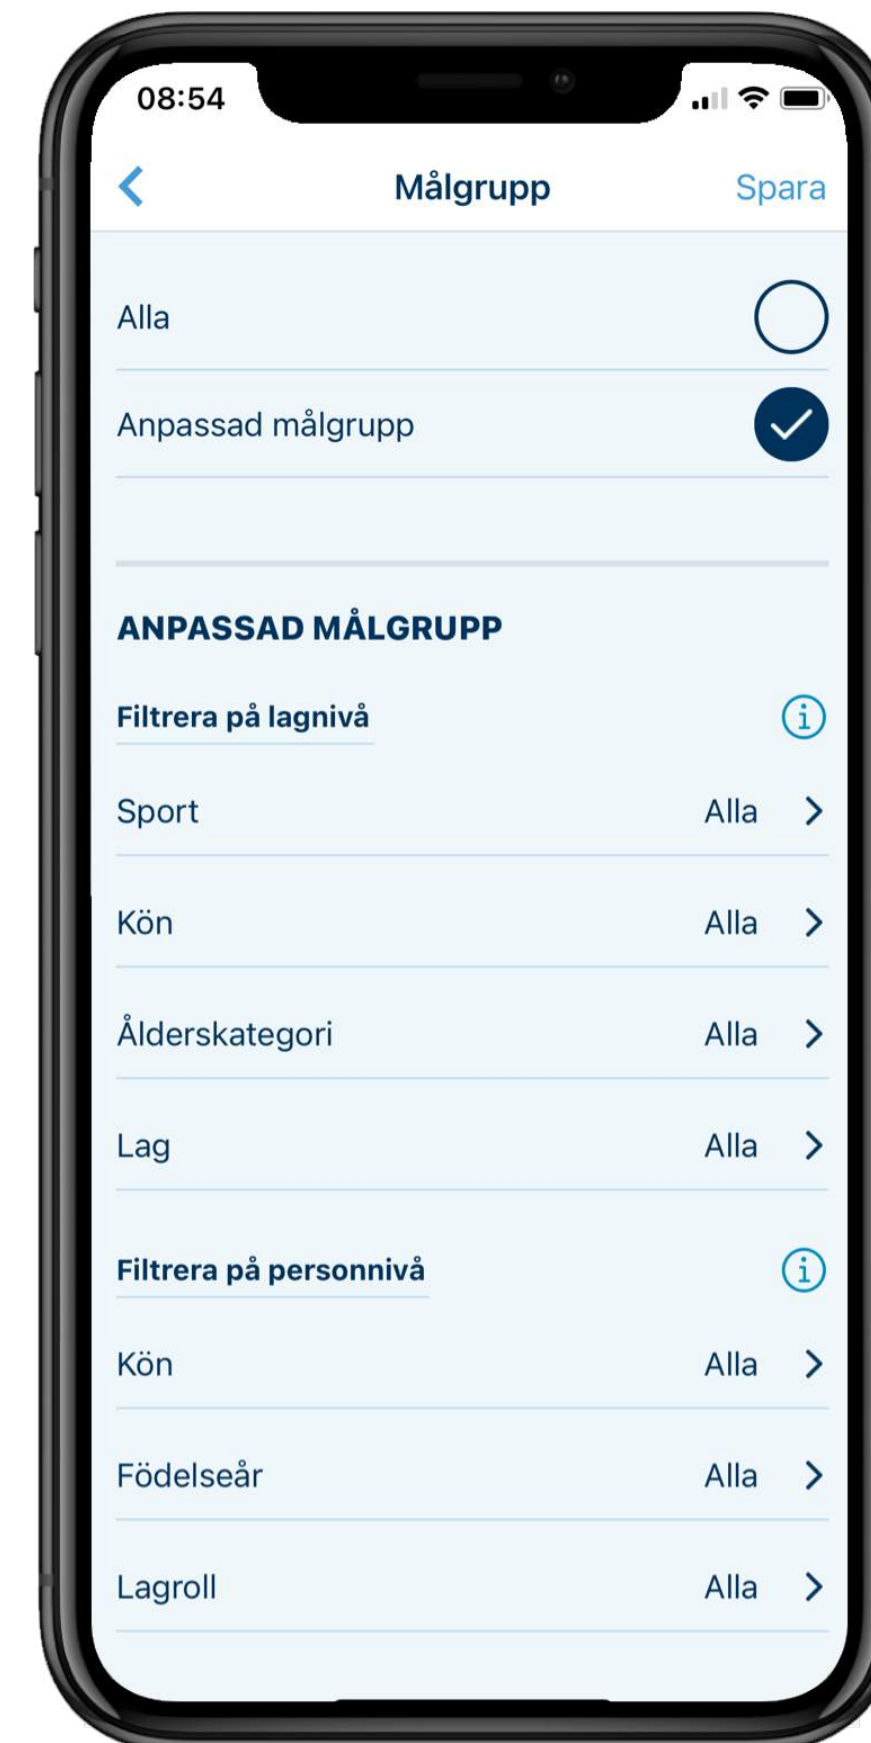 08:54
Målgrupp Spara
Alla
Anpassad målgrupp
ANPASSAD MÅLGRUPP
Filtrera på lagnivå
Sport Alla
Kön Alla
Ålderskategori Alla
Lag Alla
Filtrera på personnivå
Kön Alla
Födelseår Alla
Lagroll Alla